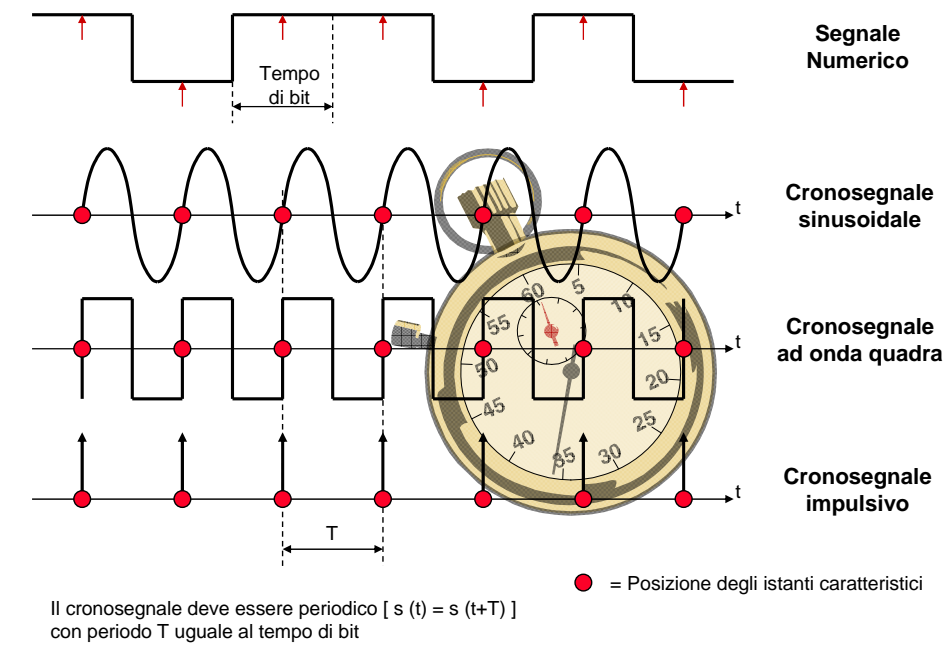 Segnale
Numerico
Tempo
di bit
Cronosegnale
sinusoidale
t
60
5
10
55
15
50
20
45
25
40
35
30
Cronosegnale
ad onda quadra
t
Cronosegnale
impulsivo
t
T
= Posizione degli istanti caratteristici
Il cronosegnale deve essere periodico [ s (t) = s (t+T) ]
con periodo T uguale al tempo di bit